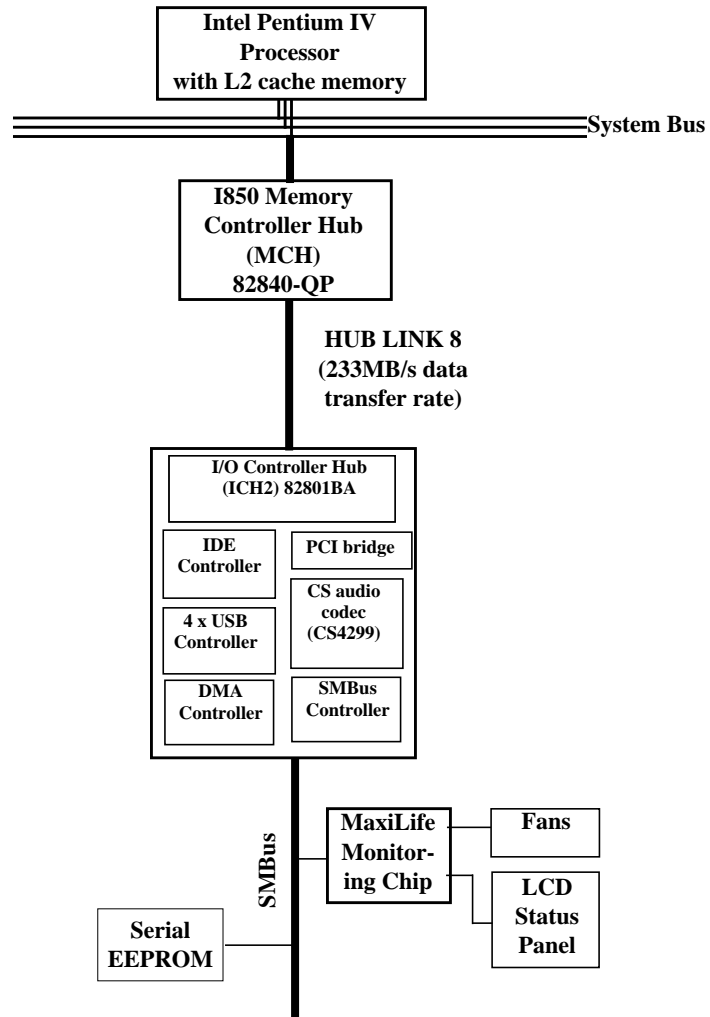 Intel Pentium IV
Processor
with L2 cache memory
System Bus
I850 Memory
Controller Hub
(MCH)
82840-QP
HUB LINK 8
(233MB/s data
transfer rate)
I/O Controller Hub
(ICH2) 82801BA
IDE
Controller
PCI bridge
CS audio
codec
(CS4299)
4 x USB
Controller
DMA
Controller
SMBus
Controller
SMBus
MaxiLife
Monitor-
ing Chip
Fans
LCD
Status
Panel
Serial
EEPROM